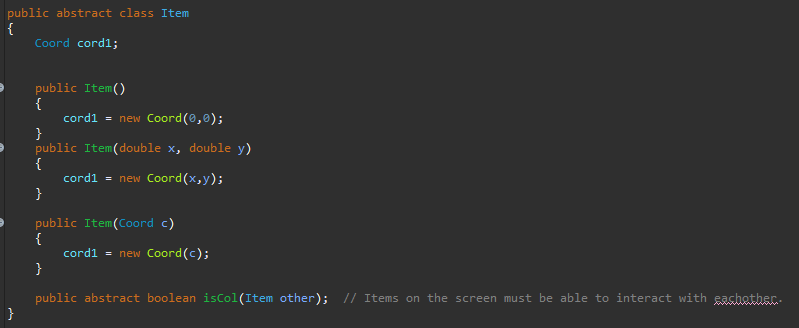 public abstract class Item
{
Coord cord1;
public Item()
{
cord1 = new Coord(0,0);
}
public Item(double x, double y)
{
cord1 = new Coord(x,y);
}
public Item(Coord c)
{
cord1 = new Coord(c);
}
public abstract boolean isCol(Item other);  // Items on the screen must be able to interact with eachother.
}